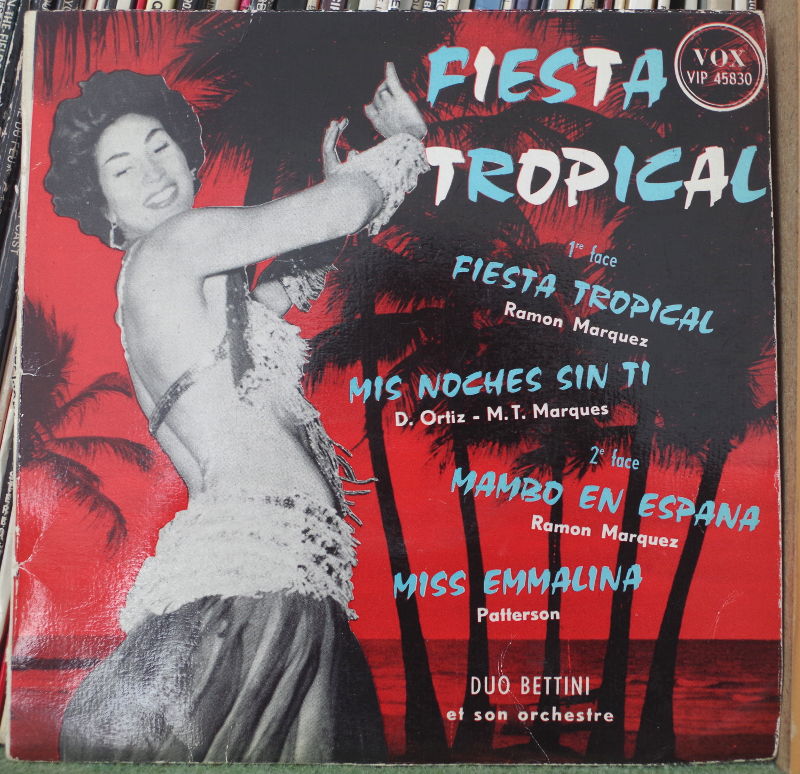 FIESTA
TROPICAL
VOX
VIP 45830
1re face
FIESTA TROPICAL
Ramon Marquez
MIS NOCHES SIN TI
D. Ortiz - M.T. Marques
2e face
MAMBO EN ESPANA
Ramon Marquez
MISS EMMALINA
Patterson
DUO BETTINI
et son orchestre